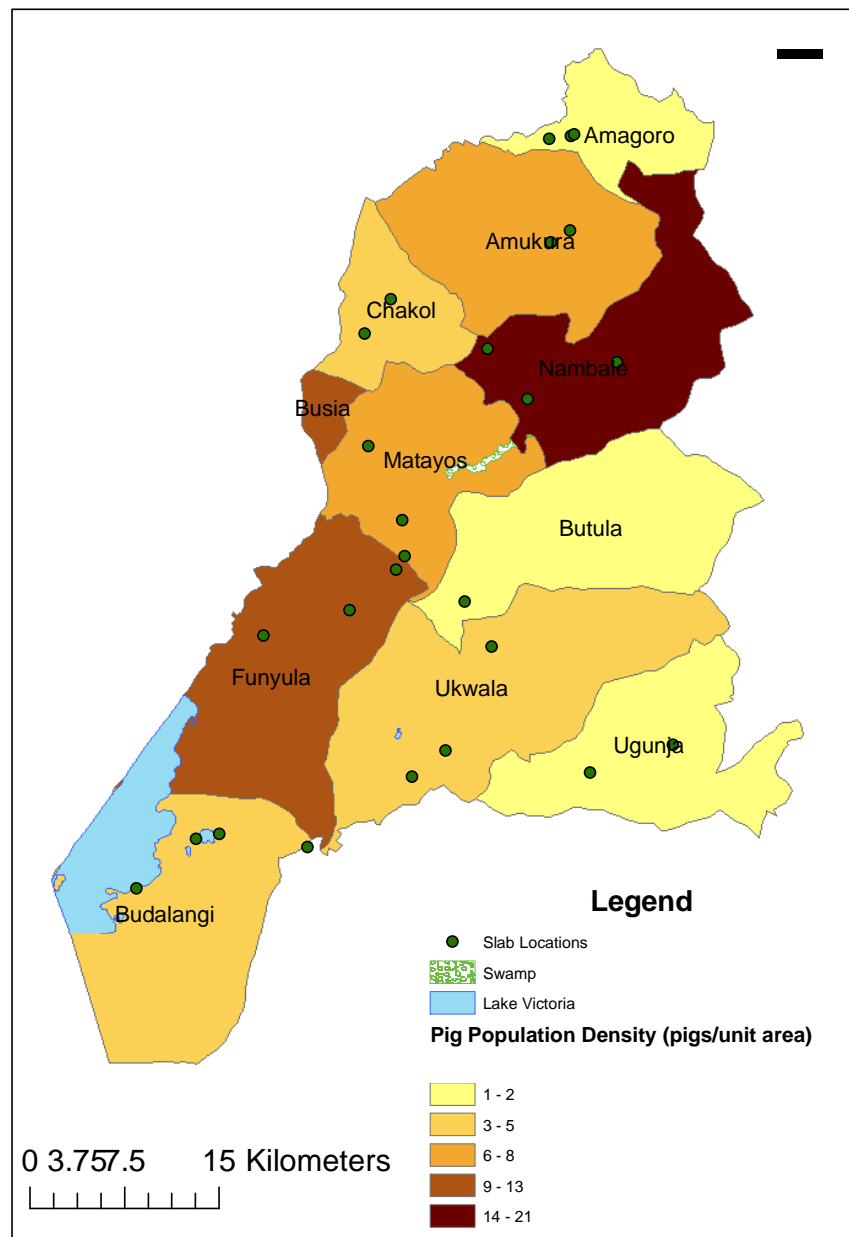 Amagoro
Amukura
Chakol
Nambale
Busia
Matayos
Butula
Funyula
Ukwala
Ugunja
Budalangi
Legend
Slab Locations
Swamp
Lake Victoria
Pig Population Density (pigs/unit area)
1 - 2
3 - 5
6 - 8
9 - 13
14 - 21
0 3.75 7.5 15 Kilometers